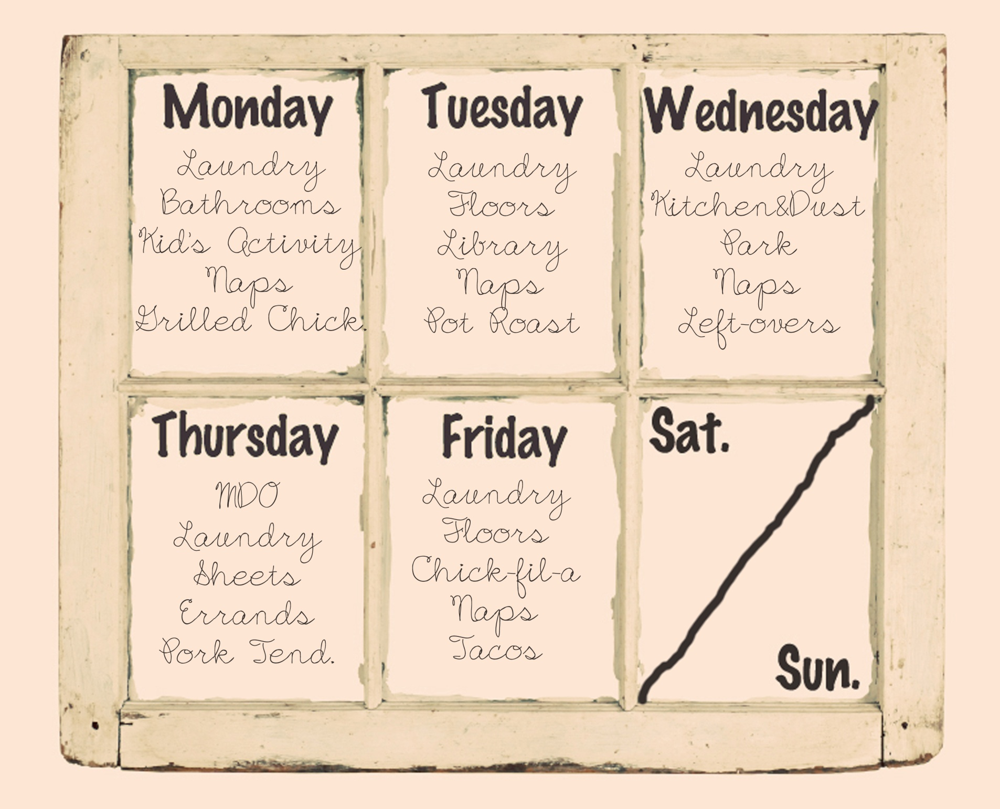 Monday
Laundry
Bathrooms
Kid's Activity
Naps
Grilled Chick.
Tuesday
Laundry
Floors
Library
Naps
Pot Roast
Wednesday
Laundry
Kitchen&Dust
Park
Naps
Left-overs
Thursday
MDO
Laundry
Sheets
Errands
Pork Tend.
Friday
Laundry
Floors
Chick-fil-a
Naps
Tacos
Sat.
Sun.